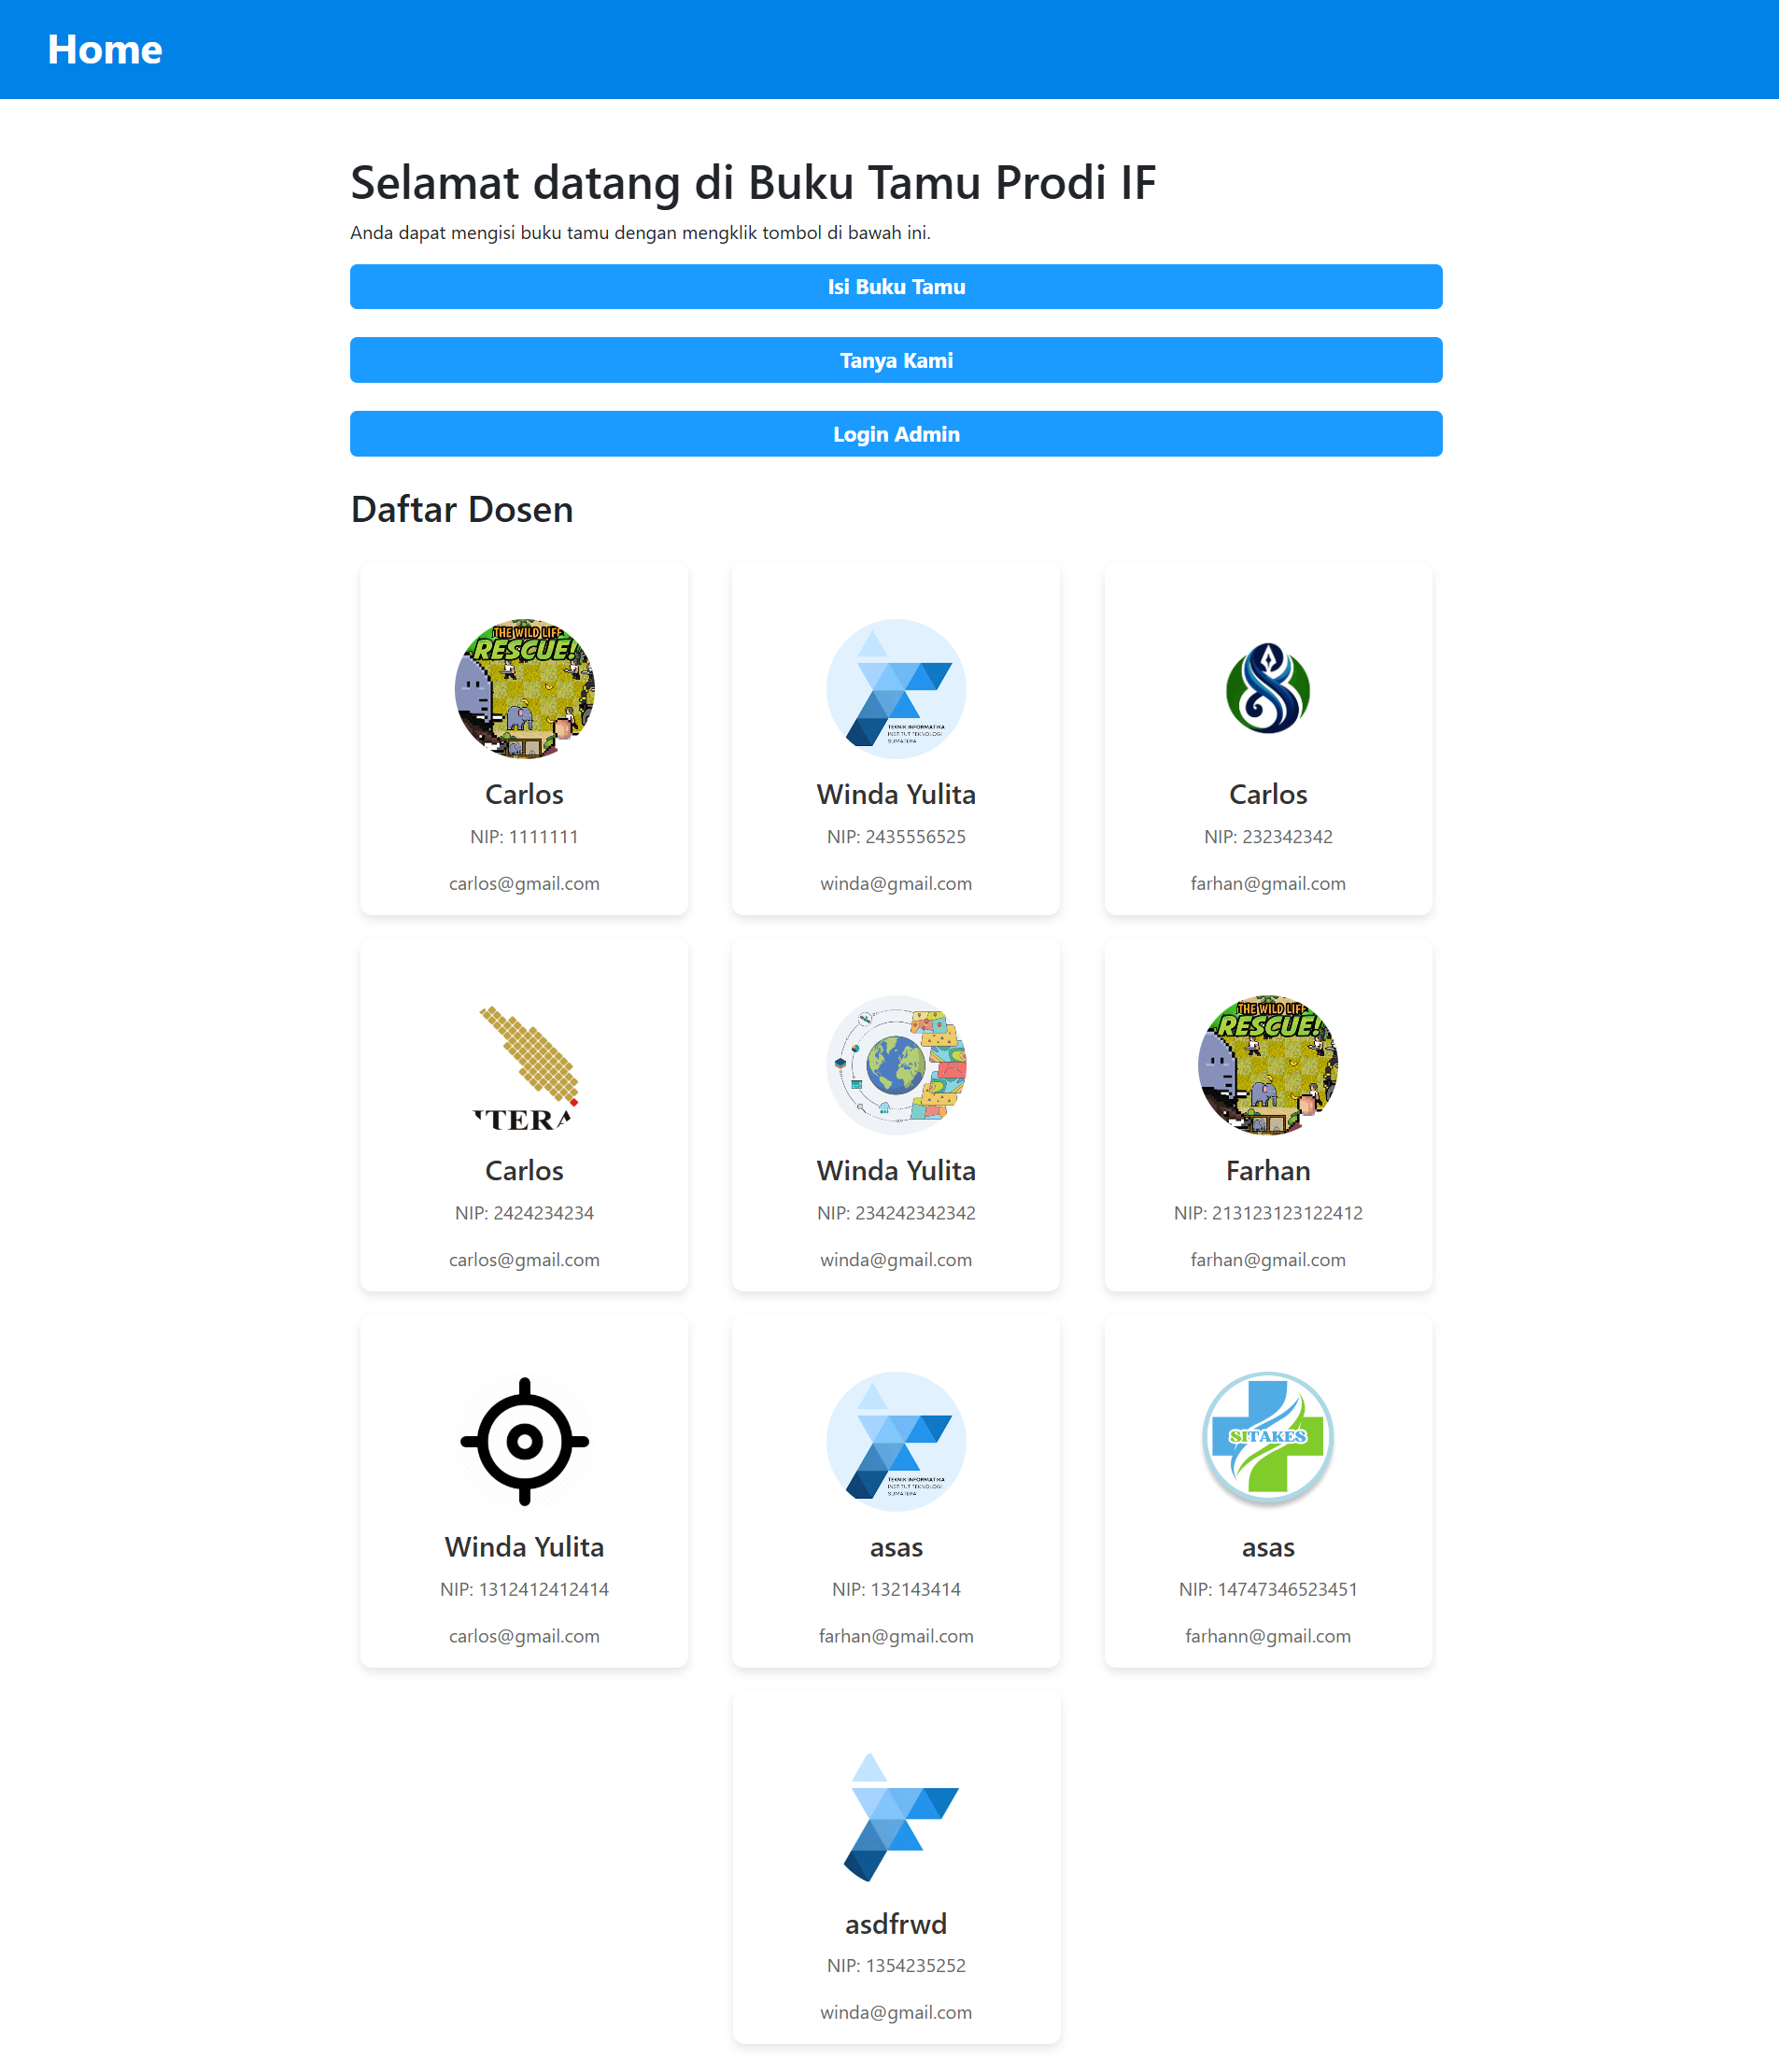 Home
Selamat datang di Buku Tamu Prodi IF
Anda dapat mengisi buku tamu dengan mengklik tombol di bawah ini.
Isi Buku Tamu
Tanya Kami
Login Admin
Daftar Dosen
THE WILD LIFE
RESCUE!
Carlos
NIP: 1111111
carlos@gmail.com
TEKNIK INFORMATIKA
INSTITUT TEKNOLOGI
SUMATERA
Winda Yulita
NIP: 2435556525
winda@gmail.com
Carlos
NIP: 232342342
farhan@gmail.com
ITERA
Carlos
NIP: 2424234234
carlos@gmail.com
Winda Yulita
NIP: 234242342342
winda@gmail.com
THE WILD LIFE
RESCUE!
Farhan
NIP: 213123123122412
farhan@gmail.com
Winda Yulita
NIP: 1312412412414
carlos@gmail.com
TEKNIK INFORMATIKA
INSTITUT TEKNOLOGI
SUMATERA
asas
NIP: 132143414
farhan@gmail.com
SITAKES
asas
NIP: 14747346523451
farhann@gmail.com
asdfrwd
NIP: 1354235252
winda@gmail.com